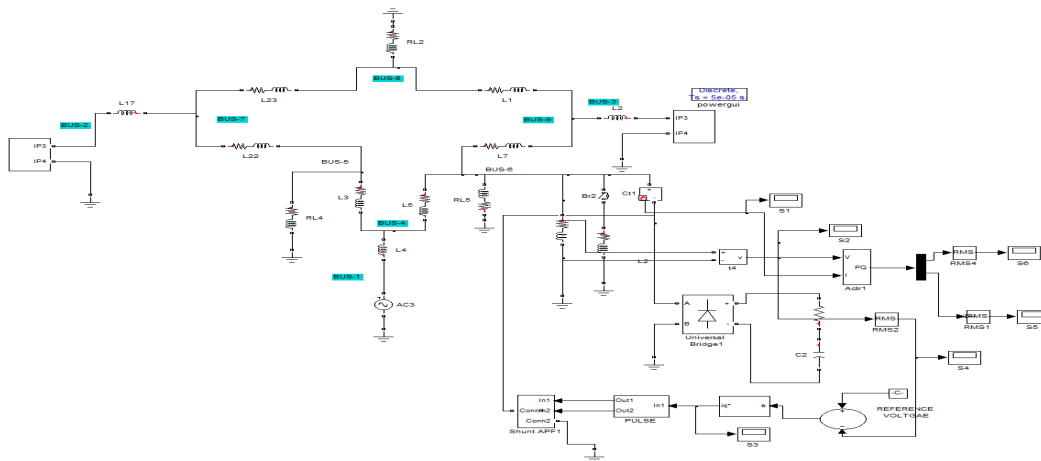 RL2
BUS-8
L17
L23
L1
BUS-3
L2
Discrete,
Ts = 5e-05 s
powergui
BUS-2
BUS-7
BUS-9
IP3
IP4
IP3
IP4
L22
L7
BUS-5
BUS-6
L3
L5
RL5
Br2
Ct1
RL4
BUS-4
S1
S2
L4
L2
+
-
v
t4
V
I
PQ
Actr1
RMS
RMS4
S6
BUS-1
AC3
A
B
+
-
Universal
Bridge1
RMS
RMS2
RMS
RMS1
S5
C2
S4
-C-
REFERENCE
VOLTGAE
In1
Conn2
Shunt APF1
Out1
Out2
In1
PULSE
iq*
e
S3